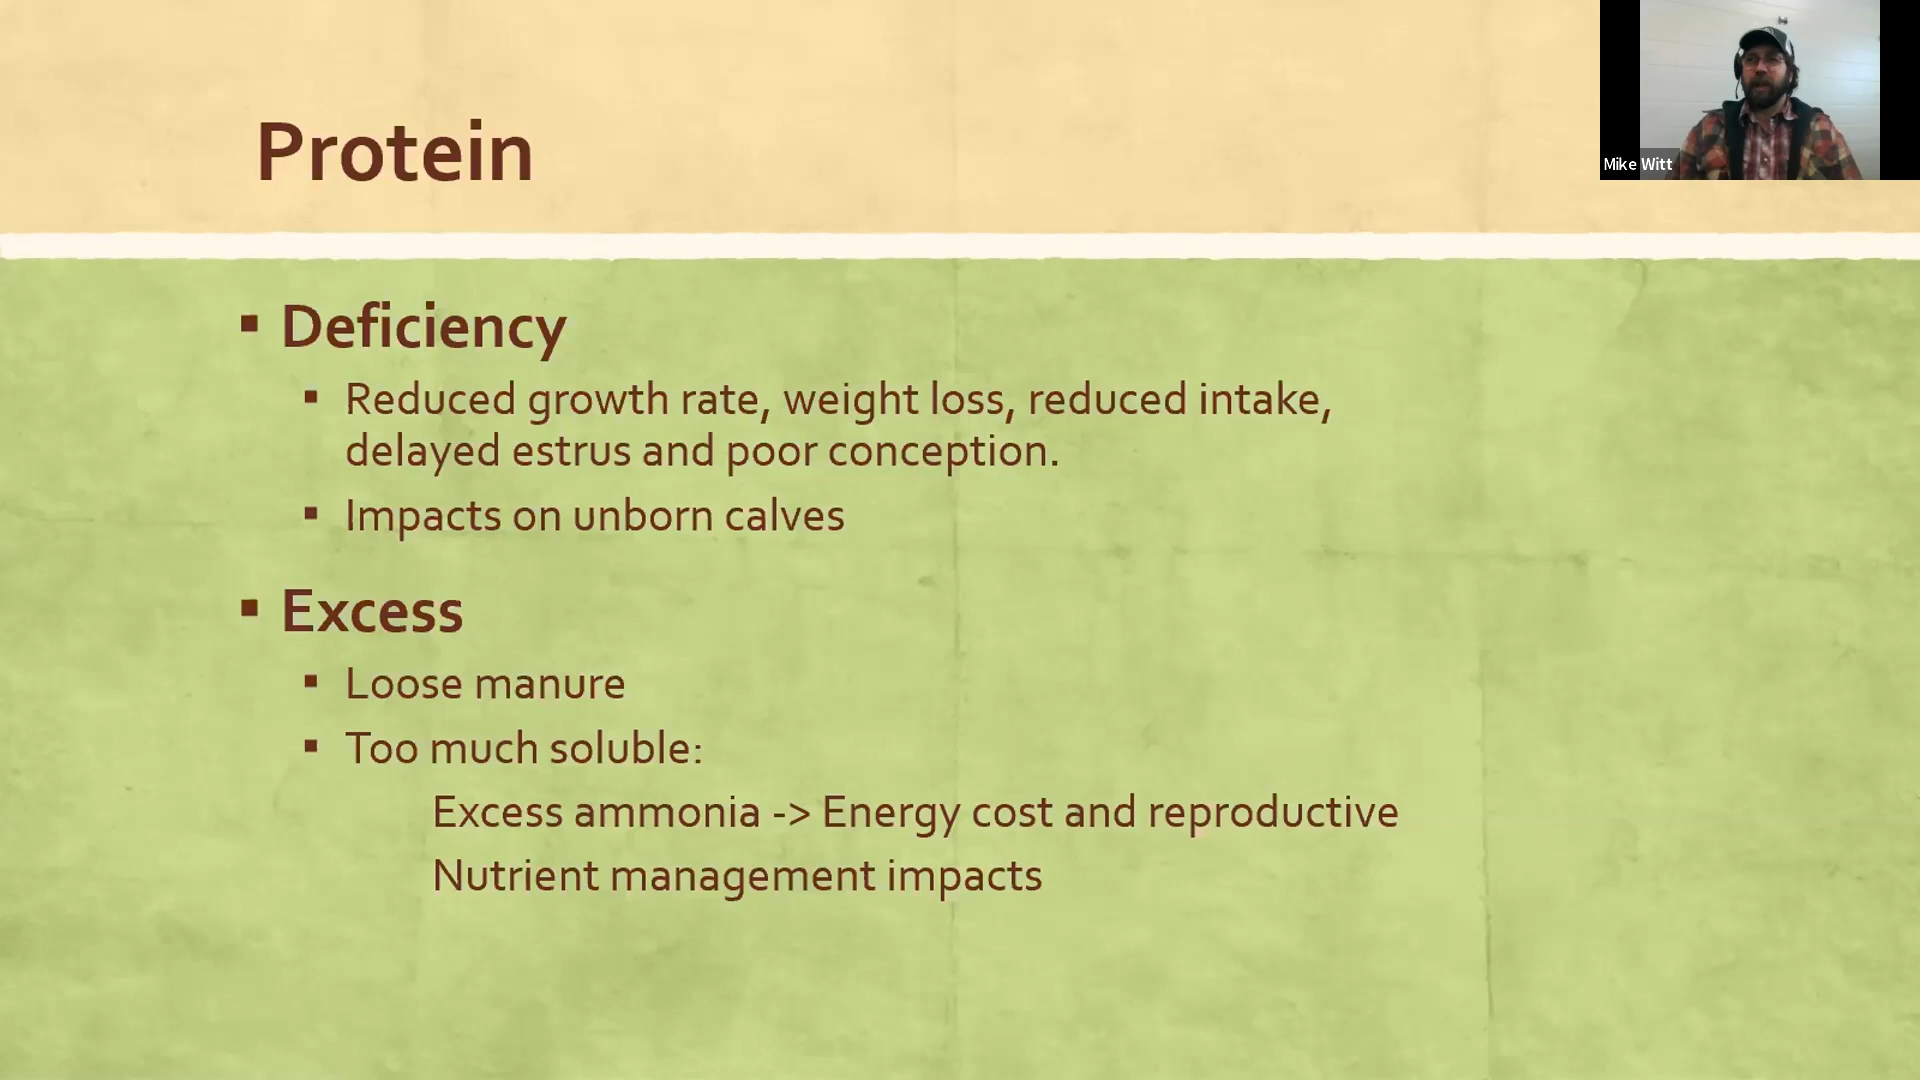 Protein
Mike Witt
▪ Deficiency
▪ Reduced growth rate, weight loss, reduced intake,
delayed estrus and poor conception.
▪ Impacts on unborn calves
▪ Excess
▪ Loose manure
▪ Too much soluble:
Excess ammonia -> Energy cost and reproductive
Nutrient management impacts